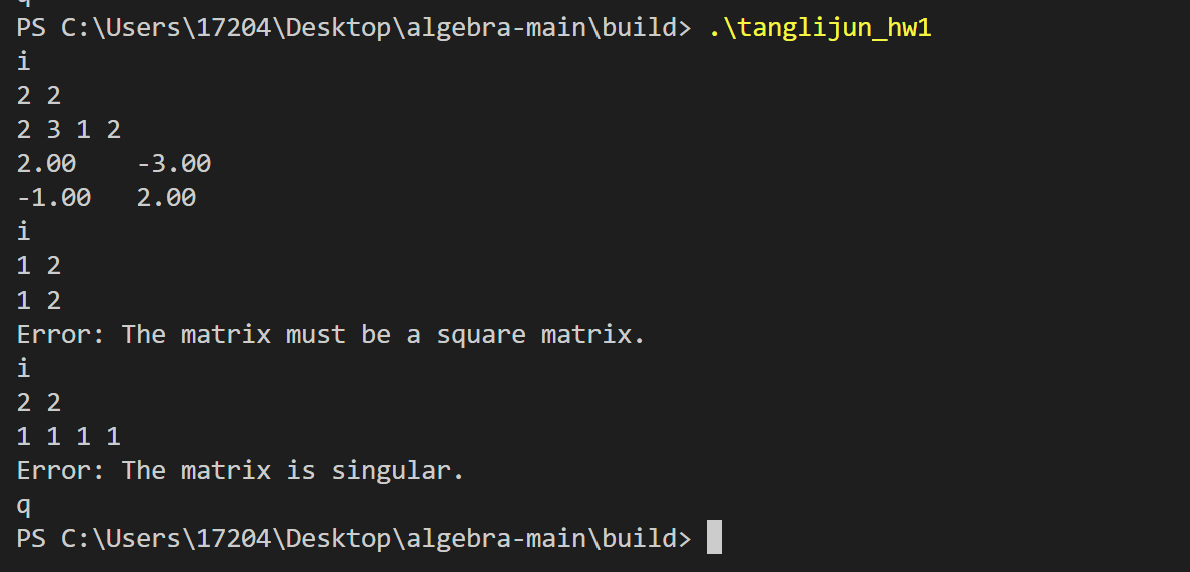 q
PS C:\Users\17204\Desktop\algebra-main\build> .\tanglijun_hw1
i
2 2
2 3 1 2
2.00    -3.00
-1.00   2.00
i
1 2
1 2
Error: The matrix must be a square matrix.
i
2 2
1 1 1 1
Error: The matrix is singular.
q
PS C:\Users\17204\Desktop\algebra-main\build>